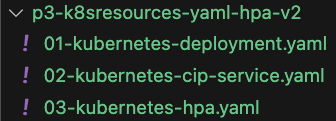 p3-k8sresources-yaml-hpa-v2
! 01-kubernetes-deployment.yaml
! 02-kubernetes-cip-service.yaml
! 03-kubernetes-hpa.yaml